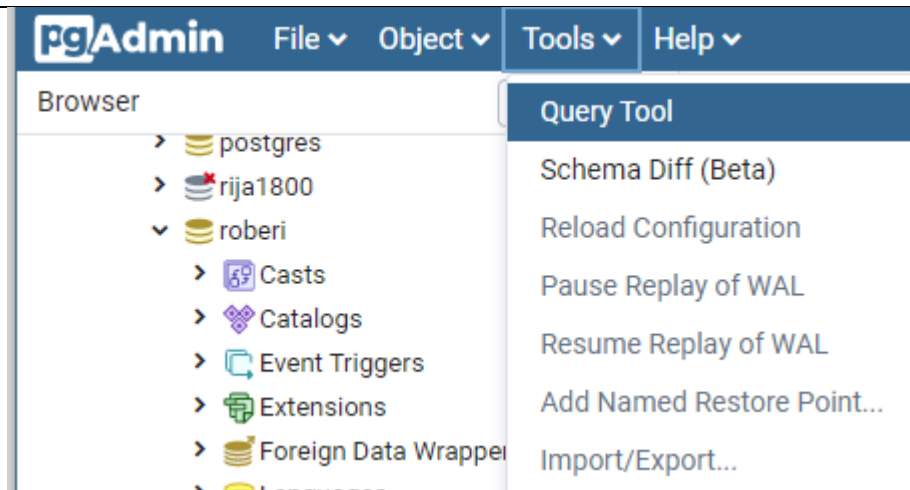 pgAdmin File Object Tools Help
Browser
postgres
rija1800
roberi
Casts
Catalogs
Event Triggers
Extensions
Foreign Data Wrapper
Query Tool
Schema Diff (Beta)
Reload Configuration
Pause Replay of WAL
Resume Replay of WAL
Add Named Restore Point...
Import/Export...